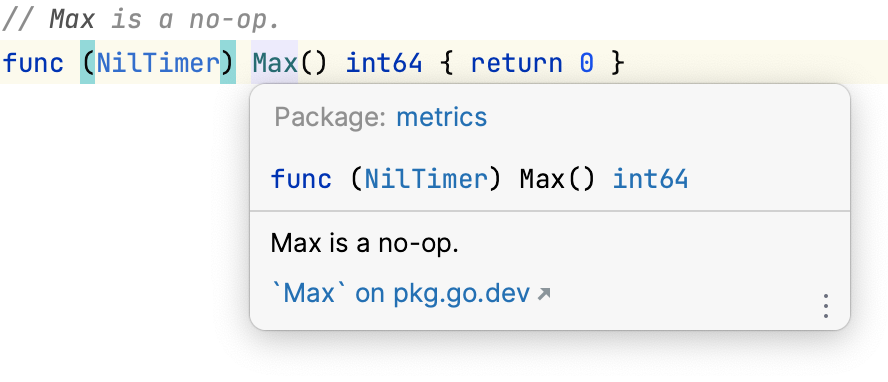 // Max is a no-op.
func (NilTimer) Max() int64 { return 0 }
Package: metrics
func (NilTimer) Max() int64
Max is a no-op.
`Max` on pkg.go.dev